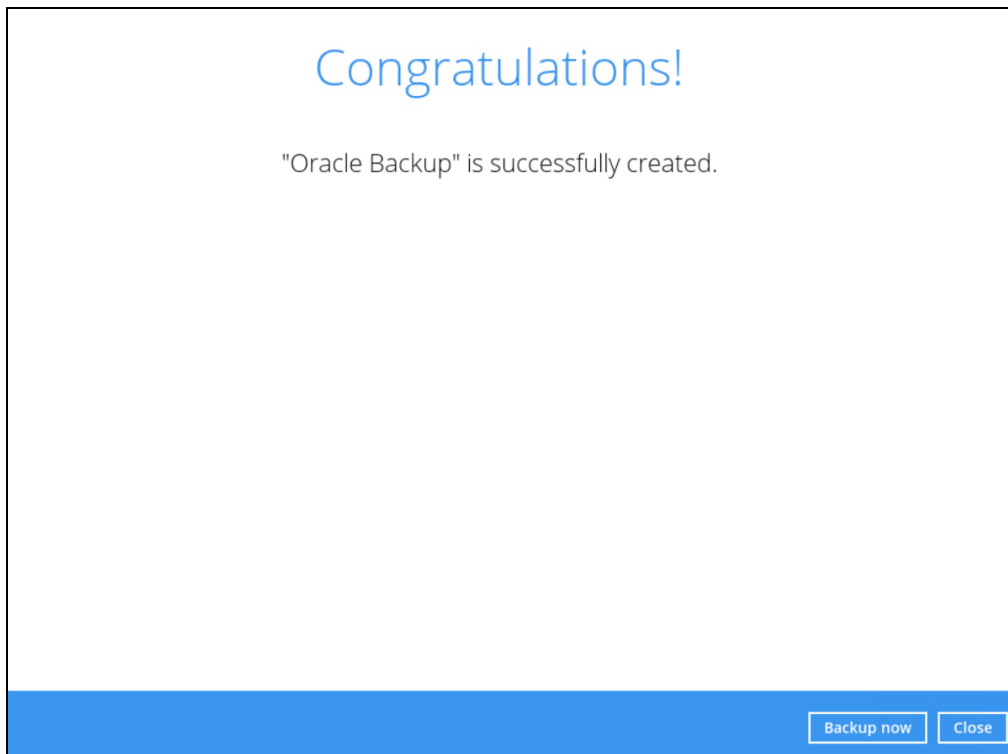 Congratulations!
"Oracle Backup" is successfully created.
Backup now
Close